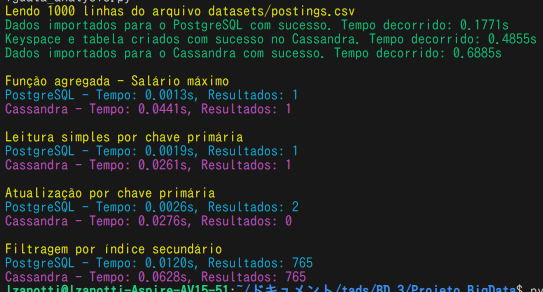 Lendo 1000 linhas do arquivo datasets/postings.csv
Dados importados para o PostgreSQL com sucesso. Tempo decorrido: 0.1771s
Keyspace e tabela criados com sucesso no Cassandra. Tempo decorrido: 0.4855s
Dados importados para o Cassandra com sucesso. Tempo decorrido: 0.6885s
Função agregada - Salário máximo
PostgreSQL - Tempo: 0.0013s, Resultados: 1
Cassandra - Tempo: 0.0441s, Resultados: 1
Leitura simples por chave primária
PostgreSQL - Tempo: 0.0019s, Resultados: 1
Cassandra - Tempo: 0.0261s, Resultados: 1
Atualização por chave primária
PostgreSQL - Tempo: 0.0026s, Resultados: 2
Cassandra - Tempo: 0.0276s, Resultados: 0
Filtragem por índice secundário
PostgreSQL - Tempo: 0.0120s, Resultados: 765
Cassandra - Tempo: 0.0628s, Resultados: 765
lzanotti@lzanotti-Aspire-AV15-51:~/ドキュメント/tads/BD 3/Projeto BigData$